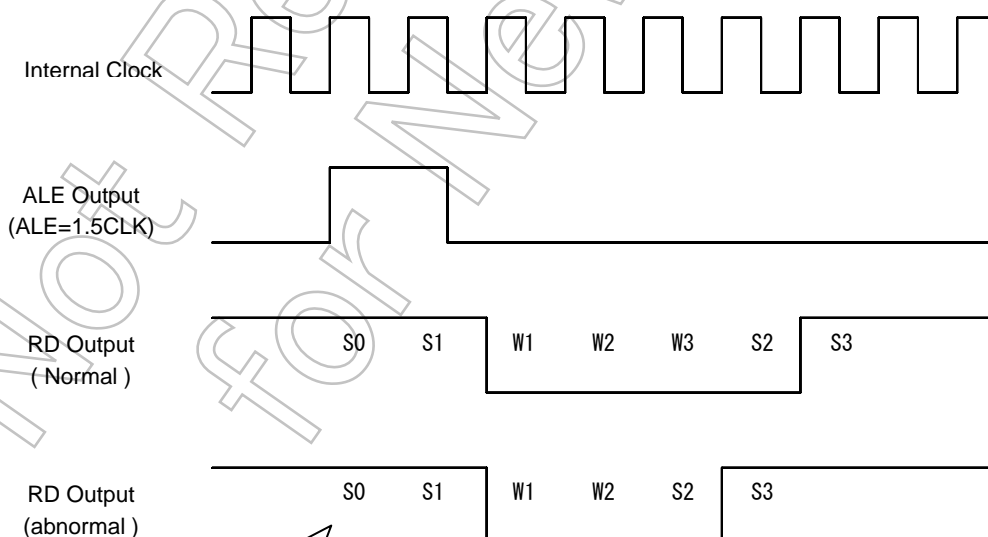 Internal Clock
ALE Output
(ALE=1.5CLK)
RD Output
( Normal )
S0 S1 W1 W2 W3 S2 S3
RD Output
(abnormal )
S0 S1 W1 W2 S2 S3